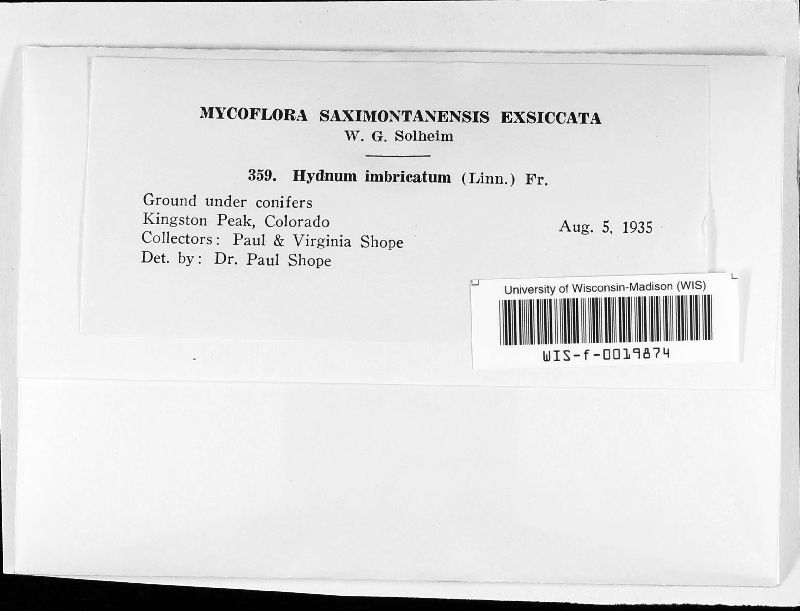 MYCOFLORA SAXIMONTANENSIS EXSICCATA
W. G. Solheim
359. Hydnum imbricatum (Linn.) Fr.
Ground under conifers
Kingston Peak, Colorado
Aug. 5, 1935
Collectors: Paul & Virginia Shope
Det. by: Dr. Paul Shope
University of Wisconsin-Madison (WIS)
WIS-f-0019874